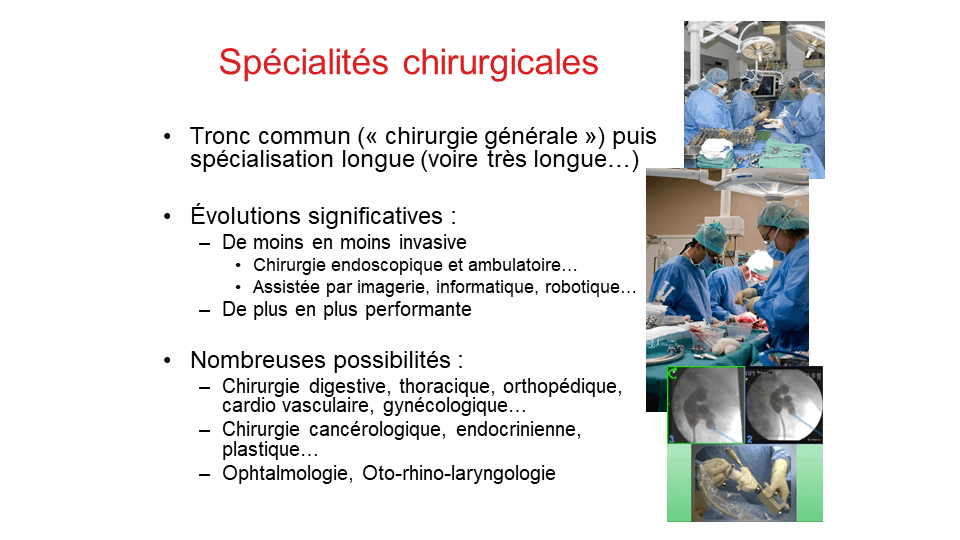 Spécialités chirurgicales
• Tronc commun (« chirurgie générale ») puis
spécialisation longue (voire très longue…)
• Évolutions significatives :
– De moins en moins invasive
• Chirurgie endoscopique et ambulatoire…
• Assistée par imagerie, informatique, robotique…
– De plus en plus performante
• Nombreuses possibilités :
– Chirurgie digestive, thoracique, orthopédique,
cardio vasculaire, gynécologique…
– Chirurgie cancérologique, endocrinienne,
plastique…
– Ophtalmologie, Oto-rhino-laryngologie
3
2